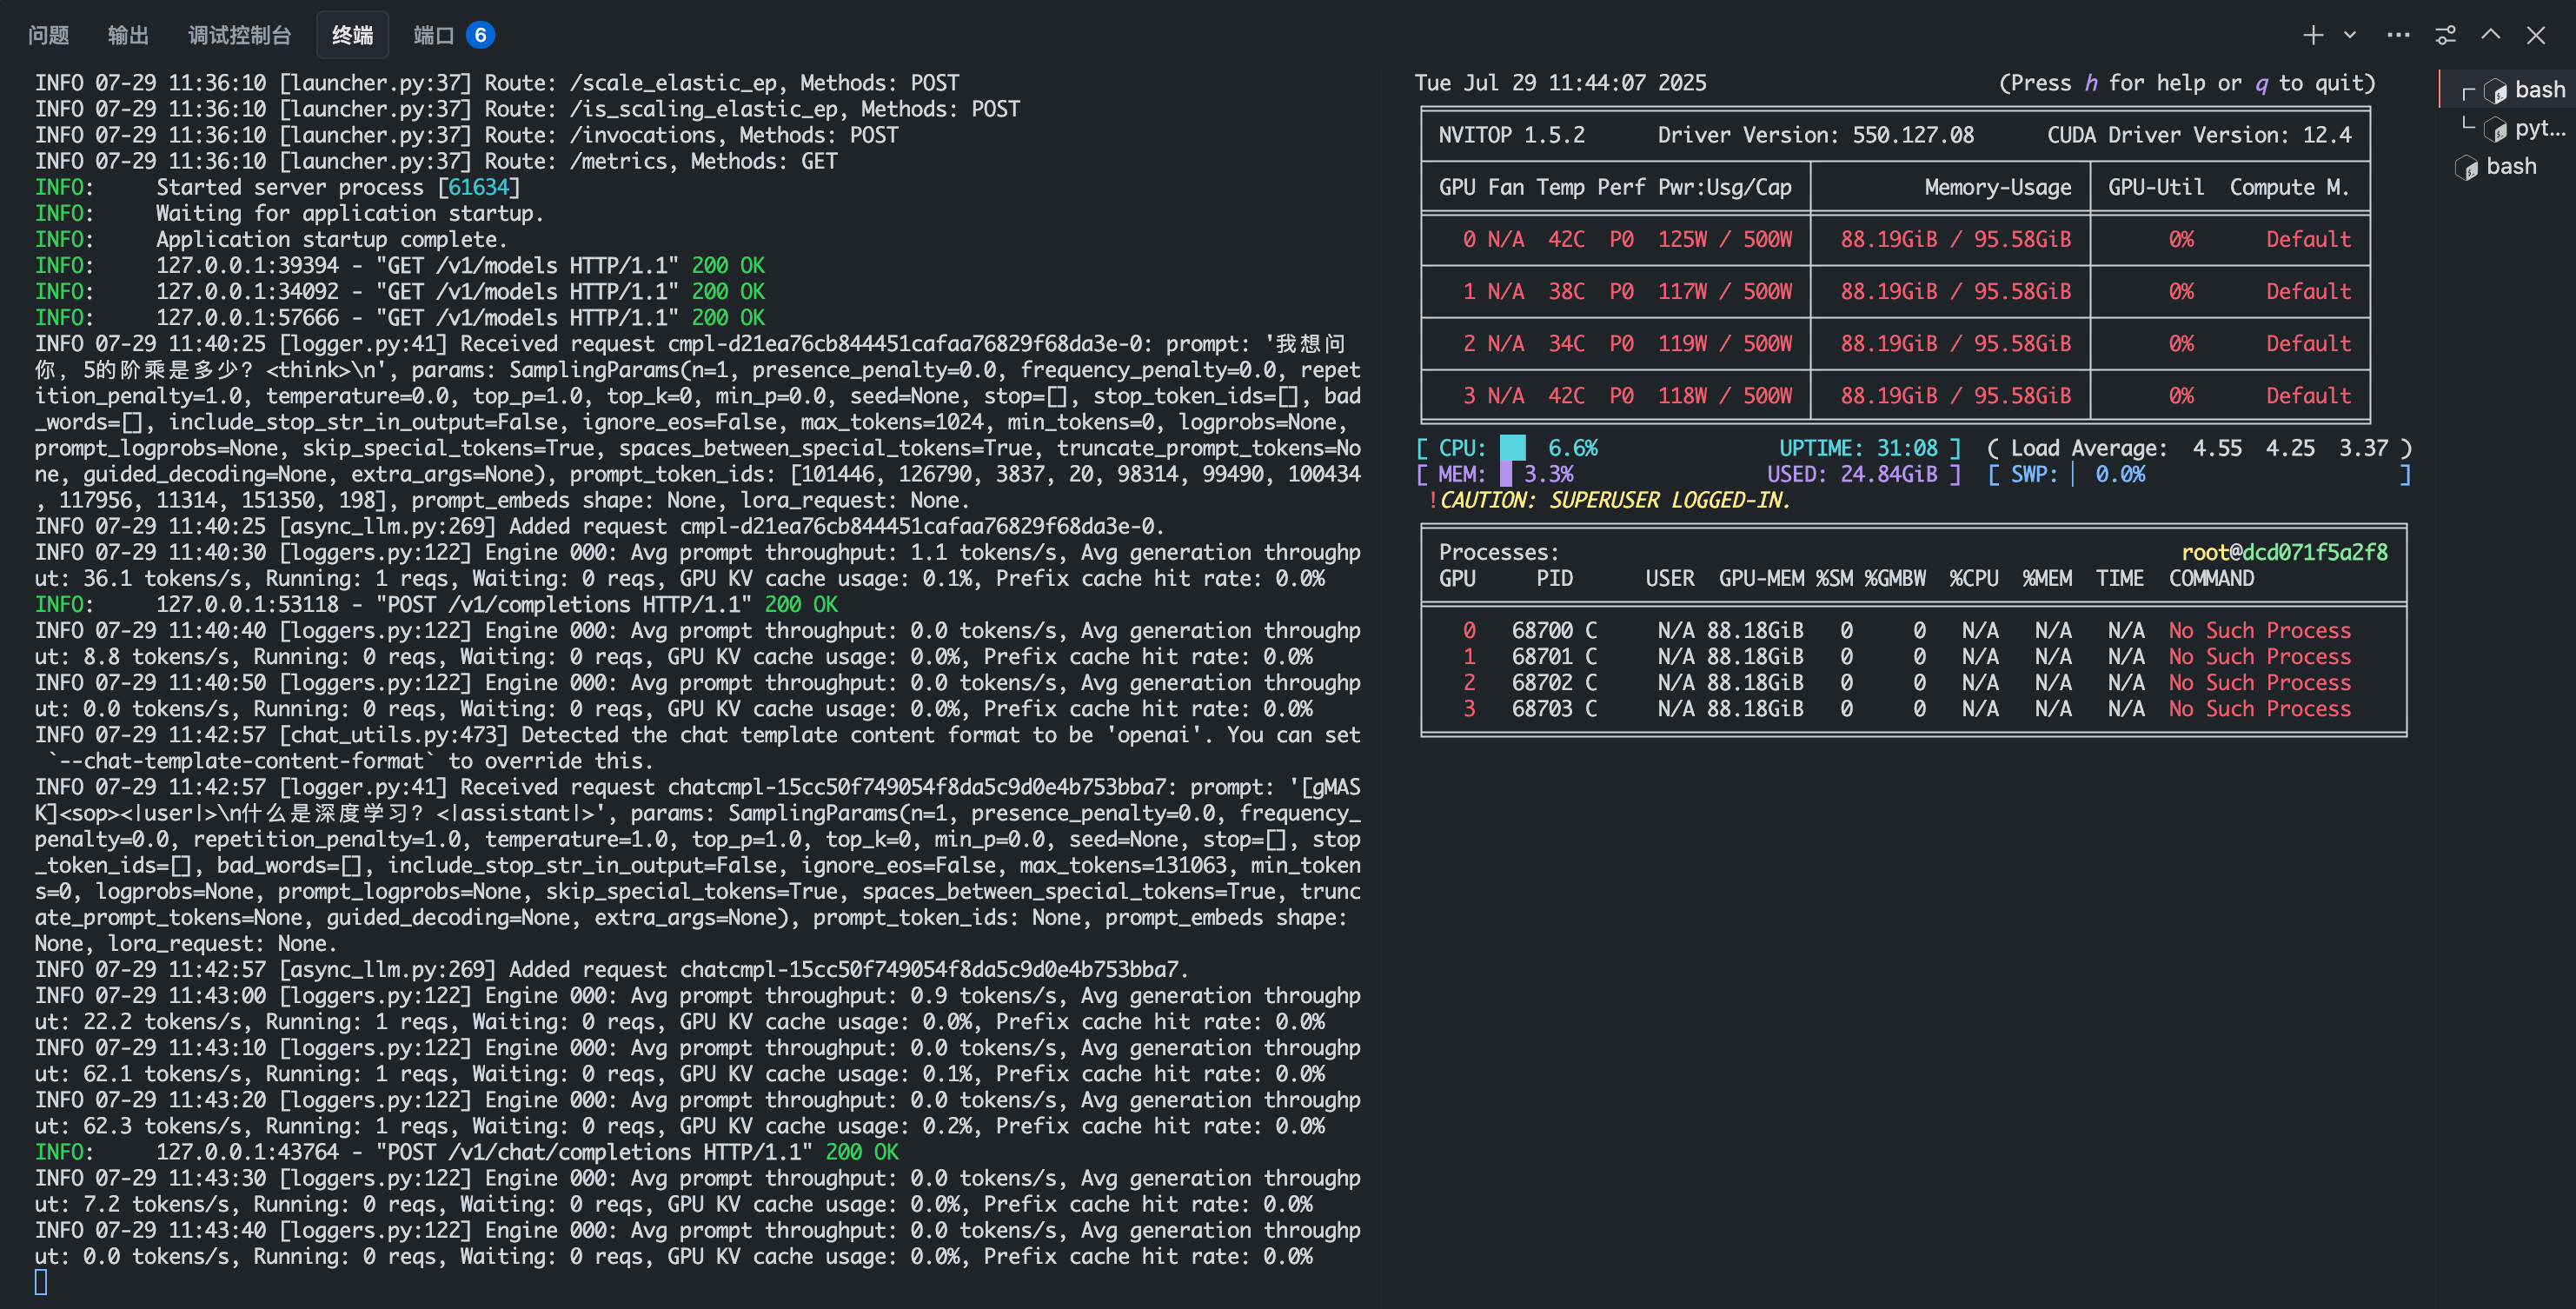 问题 输出 调试控制台 终端 端口 6
INFO 07-29 11:36:10 [launcher.py:37] Route: /scale_elastic_ep, Methods: POST
INFO 07-29 11:36:10 [launcher.py:37] Route: /is_scaling_elastic_ep, Methods: POST
INFO 07-29 11:36:10 [launcher.py:37] Route: /invocations, Methods: POST
INFO 07-29 11:36:10 [launcher.py:37] Route: /metrics, Methods: GET
INFO:     Started server process [61634]
INFO:     Waiting for application startup.
INFO:     Application startup complete.
INFO:     127.0.0.1:39394 - "GET /v1/models HTTP/1.1" 200 OK
INFO:     127.0.0.1:34092 - "GET /v1/models HTTP/1.1" 200 OK
INFO:     127.0.0.1:57666 - "GET /v1/models HTTP/1.1" 200 OK
INFO 07-29 11:40:25 [logger.py:41] Received request cmpl-d21ea76cb844451cafaa76829f68da3e-0: prompt: '我想问
你, 5的阶乘是多少? <think>\n', params: SamplingParams(n=1, presence_penalty=0.0, frequency_penalty=0.0, repet
ition_penalty=1.0, temperature=0.0, top_p=1.0, top_k=0, min_p=0.0, seed=None, stop=[], stop_token_ids=[], bad
_words=[], include_stop_str_in_output=False, ignore_eos=False, max_tokens=1024, min_tokens=0, logprobs=None,
prompt_logprobs=None, skip_special_tokens=True, spaces_between_special_tokens=True, truncate_prompt_tokens=No
ne, guided_decoding=None, extra_args=None), prompt_token_ids: [101446, 126790, 3837, 20, 98314, 99490, 100434
, 117956, 11314, 151350, 198], prompt_embeds shape: None, lora_request: None.
INFO 07-29 11:40:25 [async_llm.py:269] Added request cmpl-d21ea76cb844451cafaa76829f68da3e-0.
INFO 07-29 11:40:30 [loggers.py:122] Engine 000: Avg prompt throughput: 1.1 tokens/s, Avg generation throughp
ut: 36.1 tokens/s, Running: 1 reqs, Waiting: 0 reqs, GPU KV cache usage: 0.1%, Prefix cache hit rate: 0.0%
INFO:     127.0.0.1:53118 - "POST /v1/completions HTTP/1.1" 200 OK
INFO 07-29 11:40:40 [loggers.py:122] Engine 000: Avg prompt throughput: 0.0 tokens/s, Avg generation throughp
ut: 8.8 tokens/s, Running: 0 reqs, Waiting: 0 reqs, GPU KV cache usage: 0.0%, Prefix cache hit rate: 0.0%
INFO 07-29 11:40:50 [loggers.py:122] Engine 000: Avg prompt throughput: 0.0 tokens/s, Avg generation throughp
ut: 0.0 tokens/s, Running: 0 reqs, Waiting: 0 reqs, GPU KV cache usage: 0.0%, Prefix cache hit rate: 0.0%
INFO 07-29 11:42:57 [chat_utils.py:473] Detected the chat template content format to be 'openai'. You can set
`--chat-template-content-format` to override this.
INFO 07-29 11:42:57 [logger.py:41] Received request chatcmpl-15cc50f749054f8da5c9d0e4b753bba7: prompt: '[gMAS
K]<sop><|user|>\n什么是深度学习? <|assistant|>', params: SamplingParams(n=1, presence_penalty=0.0, frequency_
penalty=0.0, repetition_penalty=1.0, temperature=1.0, top_p=1.0, top_k=0, min_p=0.0, seed=None, stop=[], stop
_token_ids=[], bad_words=[], include_stop_str_in_output=False, ignore_eos=False, max_tokens=131063, min_token
s=0, logprobs=None, prompt_logprobs=None, skip_special_tokens=True, spaces_between_special_tokens=True, trunc
ate_prompt_tokens=None, guided_decoding=None, extra_args=None), prompt_token_ids: None, prompt_embeds shape:
None, lora_request: None.
INFO 07-29 11:42:57 [async_llm.py:269] Added request chatcmpl-15cc50f749054f8da5c9d0e4b753bba7.
INFO 07-29 11:43:00 [loggers.py:122] Engine 000: Avg prompt throughput: 0.9 tokens/s, Avg generation throughp
ut: 22.2 tokens/s, Running: 1 reqs, Waiting: 0 reqs, GPU KV cache usage: 0.0%, Prefix cache hit rate: 0.0%
INFO 07-29 11:43:10 [loggers.py:122] Engine 000: Avg prompt throughput: 0.0 tokens/s, Avg generation throughp
ut: 62.1 tokens/s, Running: 1 reqs, Waiting: 0 reqs, GPU KV cache usage: 0.1%, Prefix cache hit rate: 0.0%
INFO 07-29 11:43:20 [loggers.py:122] Engine 000: Avg prompt throughput: 0.0 tokens/s, Avg generation throughp
ut: 62.3 tokens/s, Running: 1 reqs, Waiting: 0 reqs, GPU KV cache usage: 0.2%, Prefix cache hit rate: 0.0%
INFO:     127.0.0.1:43764 - "POST /v1/chat/completions HTTP/1.1" 200 OK
INFO 07-29 11:43:30 [loggers.py:122] Engine 000: Avg prompt throughput: 0.0 tokens/s, Avg generation throughp
ut: 7.2 tokens/s, Running: 0 reqs, Waiting: 0 reqs, GPU KV cache usage: 0.0%, Prefix cache hit rate: 0.0%
INFO 07-29 11:43:40 [loggers.py:122] Engine 000: Avg prompt throughput: 0.0 tokens/s, Avg generation throughp
ut: 0.0 tokens/s, Running: 0 reqs, Waiting: 0 reqs, GPU KV cache usage: 0.0%, Prefix cache hit rate: 0.0%
Tue Jul 29 11:44:07 2025 (Press h for help or q to quit)
NVITOP 1.5.2 Driver Version: 550.127.08 CUDA Driver Version: 12.4
GPU Fan Temp Perf Pwr:Usg/Cap Memory-Usage GPU-Util Compute M.
0 N/A 42C P0 125W / 500W 88.19GiB / 95.58GiB 0% Default
1 N/A 38C P0 117W / 500W 88.19GiB / 95.58GiB 0% Default
2 N/A 34C P0 119W / 500W 88.19GiB / 95.58GiB 0% Default
3 N/A 42C P0 118W / 500W 88.19GiB / 95.58GiB 0% Default
[ CPU: 6.6% UPTIME: 31:08 ] ( Load Average: 4.55 4.25 3.37 )
[ MEM: 3.3% USED: 24.84GiB ] [ SWP: 0.0% ]
!CAUTION: SUPERUSER LOGGED-IN.
Processes: root@dcd071f5a2f8
GPU PID USER GPU-MEM %SM %GMBW %CPU %MEM TIME COMMAND
0 68700 C N/A 88.18GiB 0 0 N/A N/A N/A No Such Process
1 68701 C N/A 88.18GiB 0 0 N/A N/A N/A No Such Process
2 68702 C N/A 88.18GiB 0 0 N/A N/A N/A No Such Process
3 68703 C N/A 88.18GiB 0 0 N/A N/A N/A No Such Process
bash
pyt...
bash